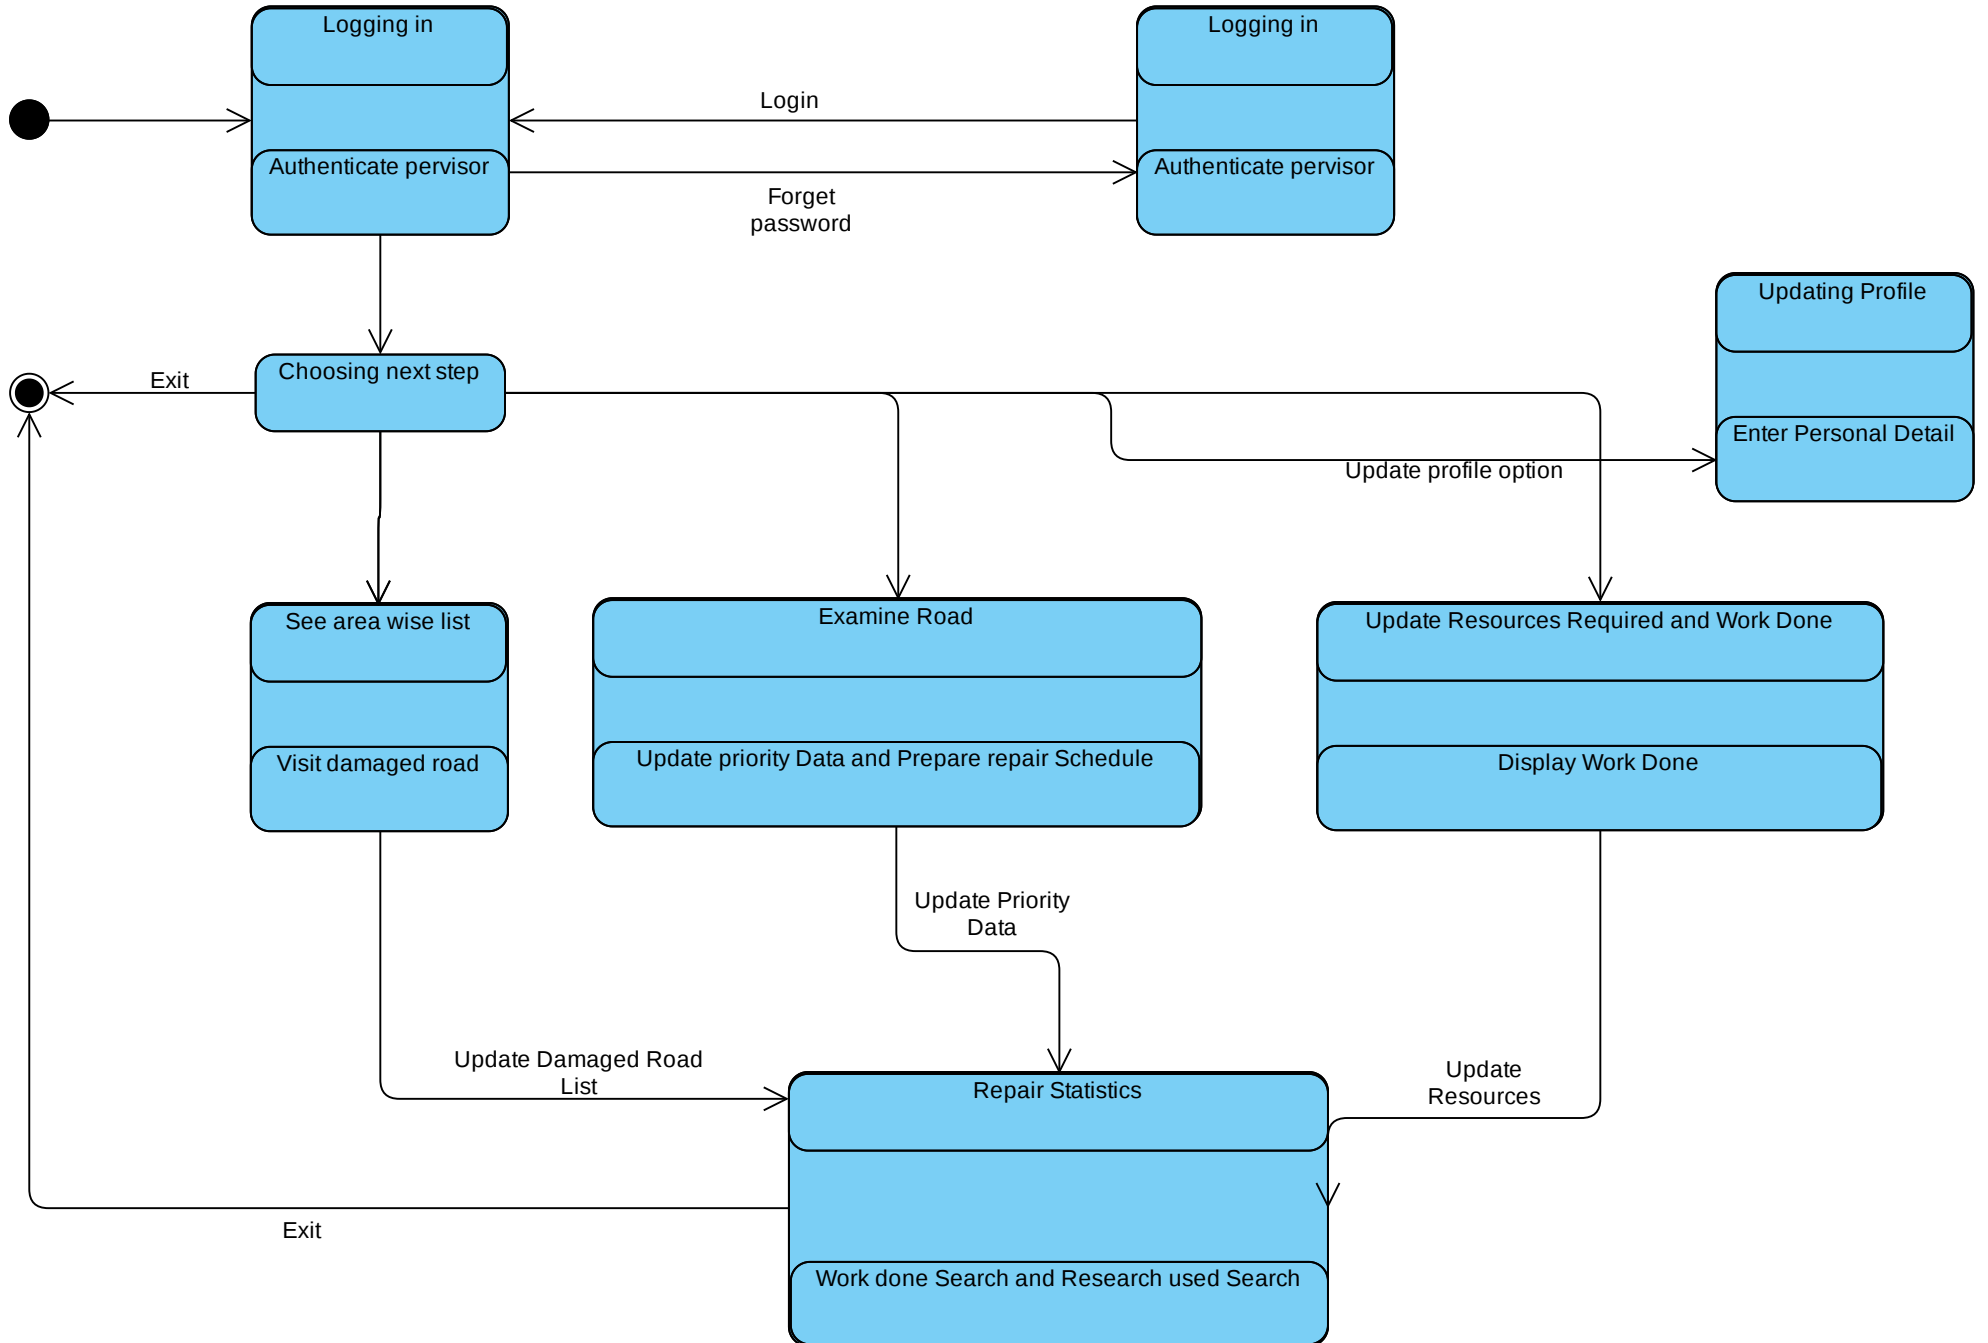 Logging in
Logging in
Login
Authenticate pervisor
Authenticate pervisor
Forget
password
Updating Profile
Choosing next step
Exit
Enter Personal Detail
Update profile option
See area wise list
Examine Road
Update Resources Required and Work Done
Visit damaged road
Update priority Data and Prepare repair Schedule
Display Work Done
Update Priority
Data
Update Damaged Road
List
Update
Resources
Repair Statistics
Exit
Work done Search and Research used Search